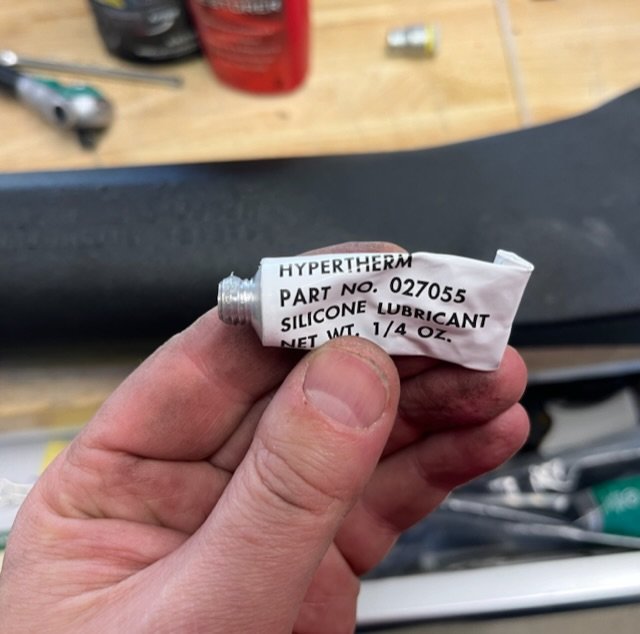 HYPERTHERM
PART NO. 027055
SILICONE LUBRICANT
NET WT. 1/4 OZ.